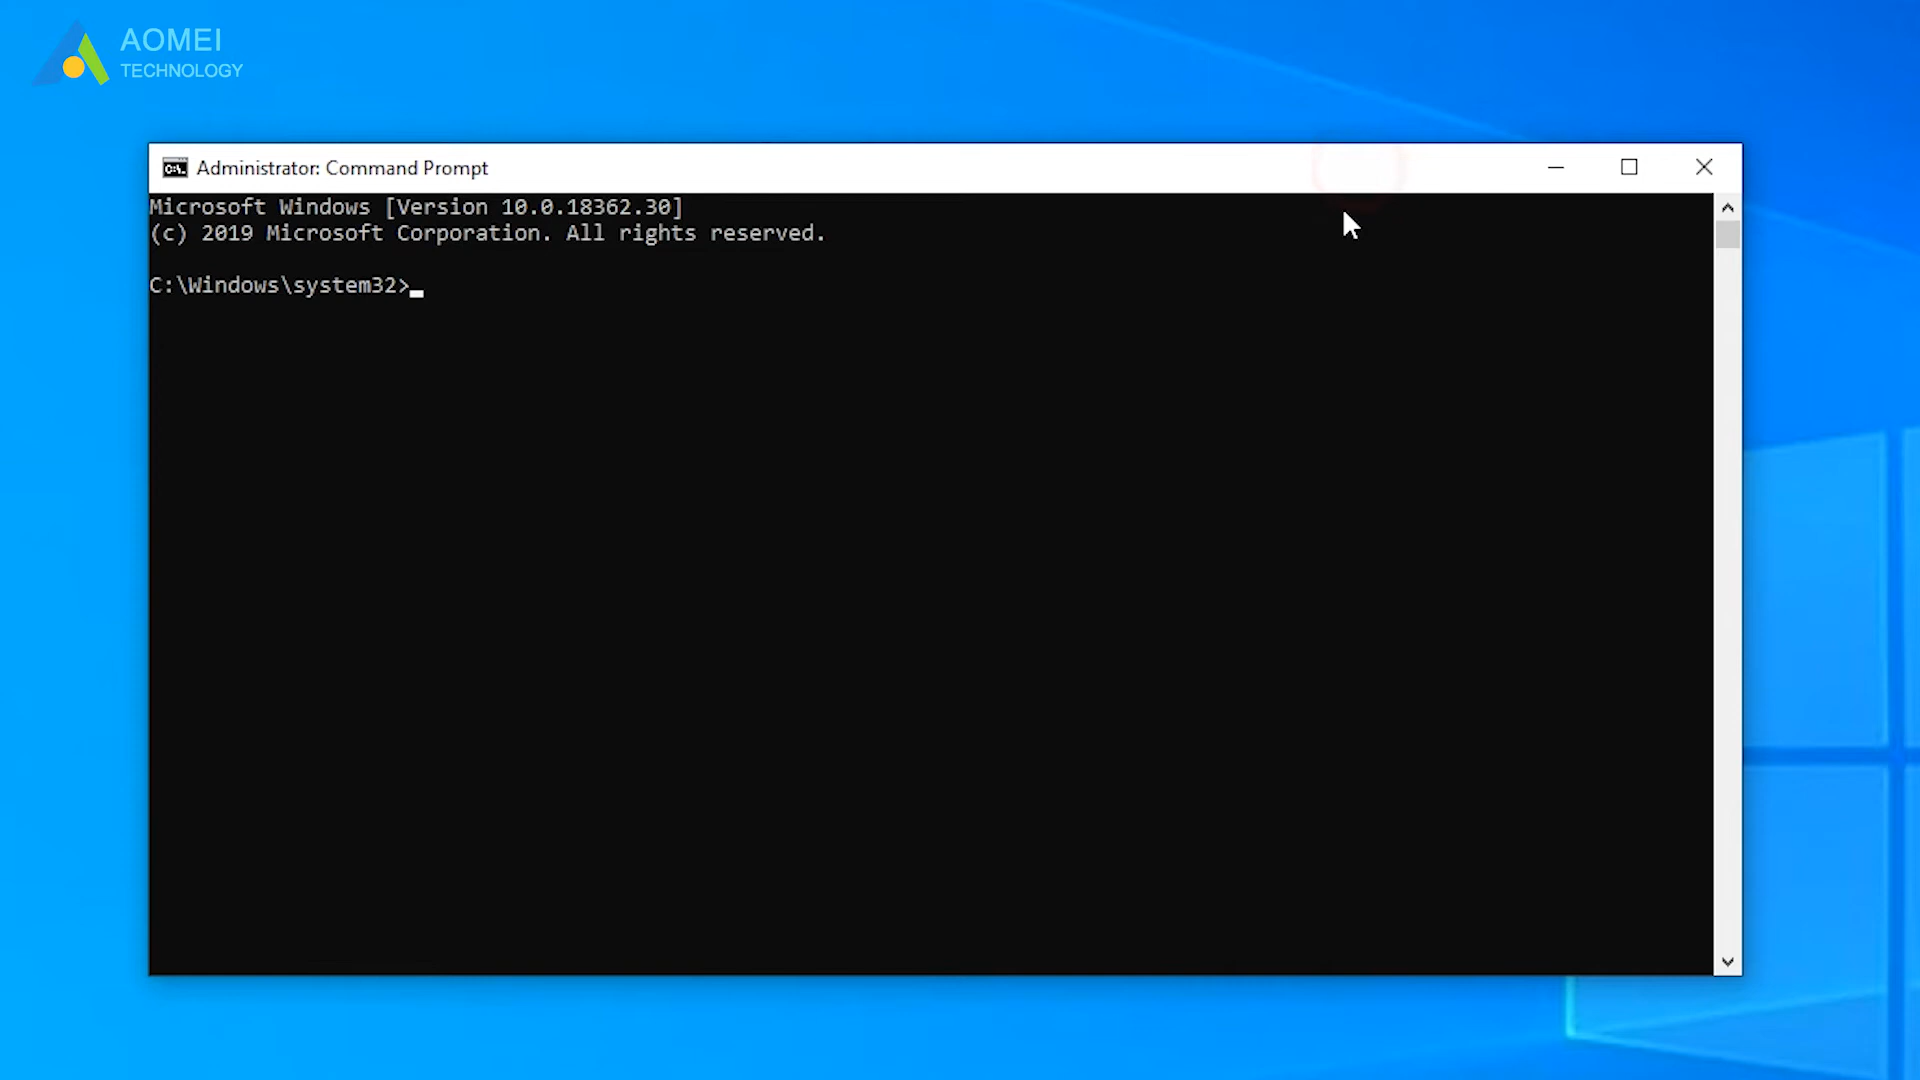 AOMEI
TECHNOLOGY
Administrator: Command Prompt
Microsoft Windows [Version 10.0.18362.30]
(c) 2019 Microsoft Corporation. All rights reserved.
C:\Windows\system32>